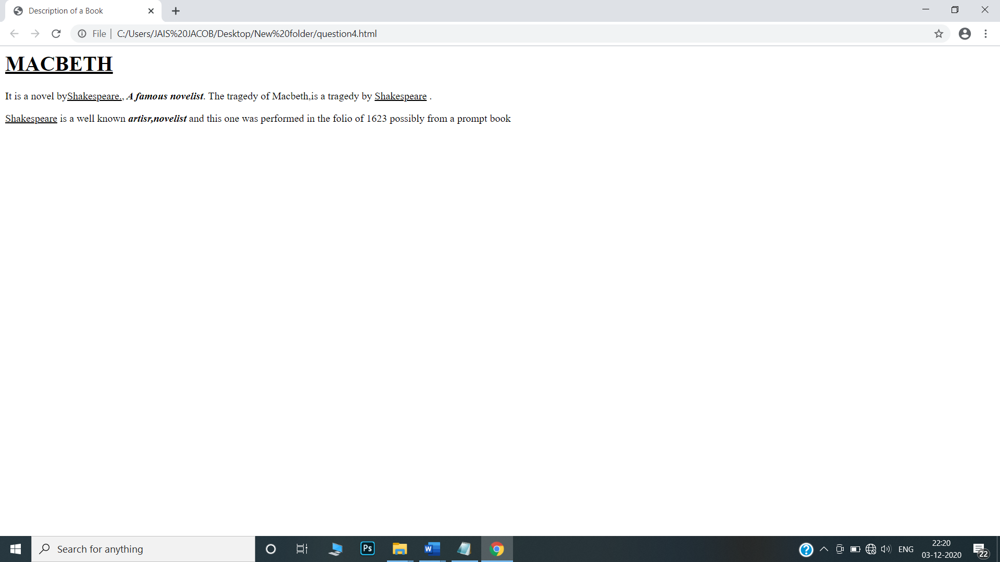 Description of a Book
File | C:/Users/JAIS%20JACOB/Desktop/New%20folder/question4.html
MACBETH
It is a novel byShakespeare., A famous novelist. The tragedy of Macbeth,is a tragedy by Shakespeare .
Shakespeare is a well known artisr,novelist and this one was performed in the folio of 1623 possibly from a prompt book
Search for anything
Ps
W
ENG
22:20
03-12-2020
22